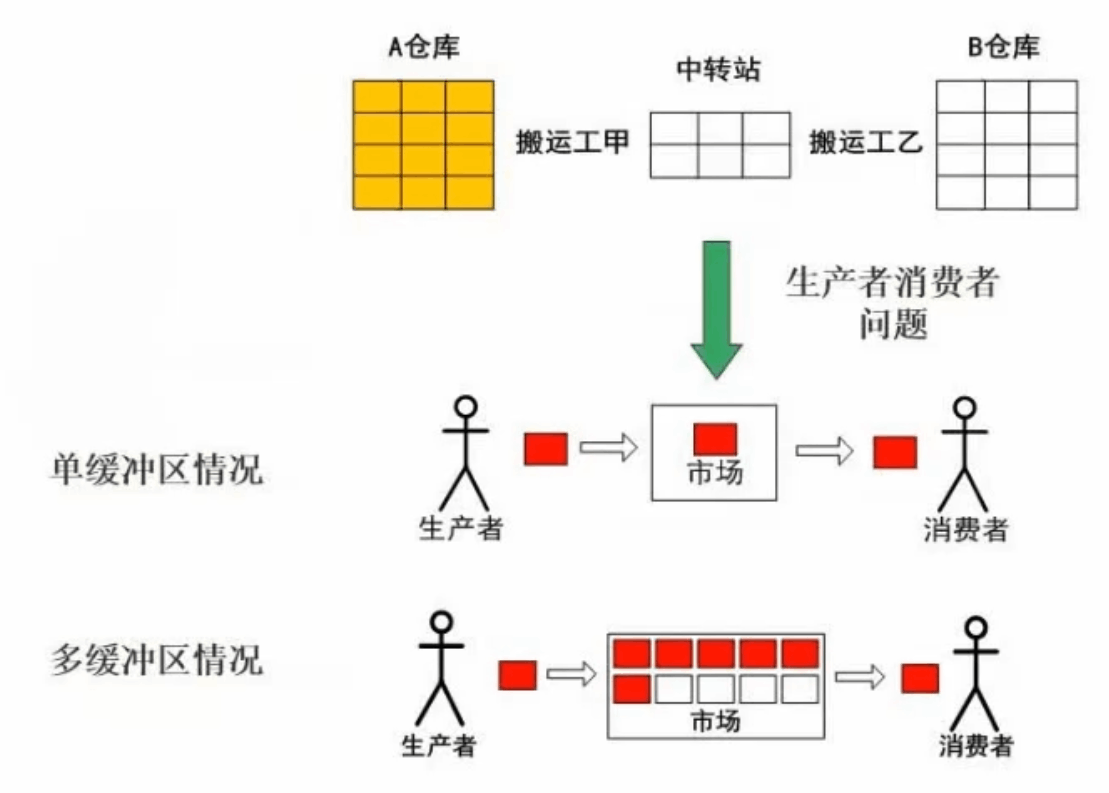 A仓库
中转站
B仓库
搬运工甲
搬运工乙
生产者消费者
问题
单缓冲区情况
市场
生产者
消费者
多缓冲区情况
市场
生产者
消费者